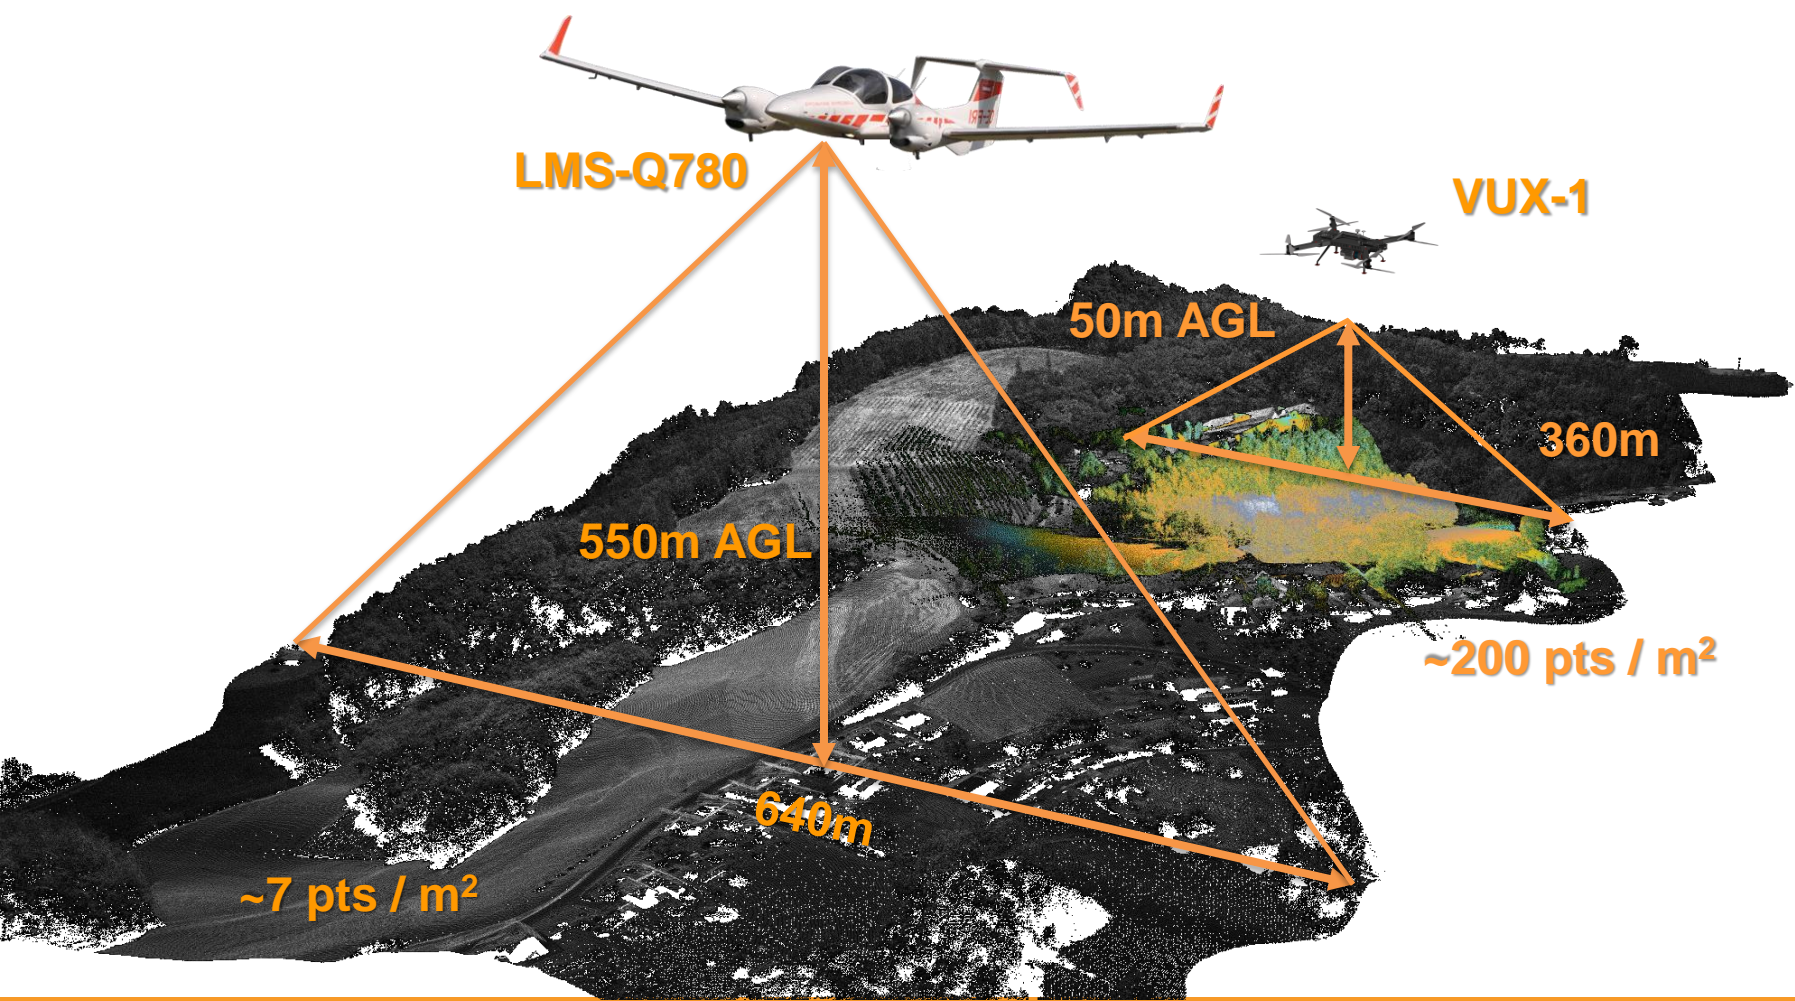 LMS-Q780
VUX-1
50m AGL
360m
550m AGL
~200 pts / m²
640m
~7 pts / m²